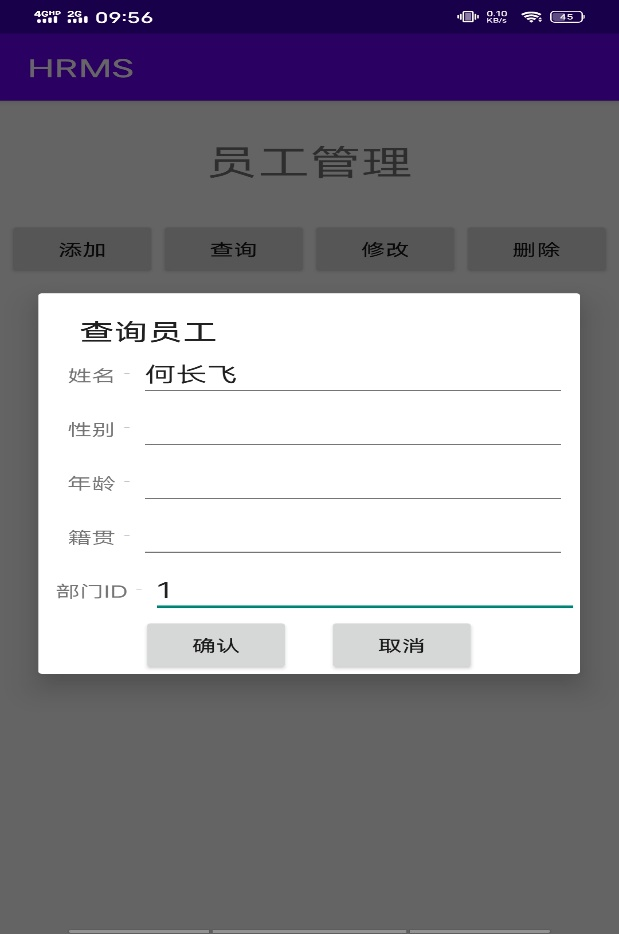 4GHD 2G 09:56 0.10 KB/s 45
HRMS
员工管理
添加 查询 修改 删除
查询员工
姓名 何长飞
性别
年龄
籍贯
部门ID 1
确认 取消